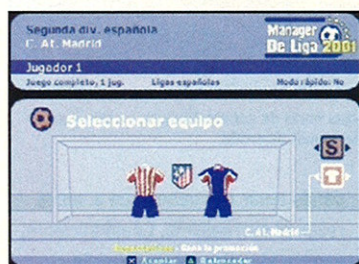 Segunda div. española
C. At. Madrid
Manager
De Liga 2001
Jugador 1
Juego completo, 1 jug. Ligas españolas Modo rápido: No
Seleccionar equipo
S
C. At. Madrid
Gana la promoción
Aceptar Retroceder